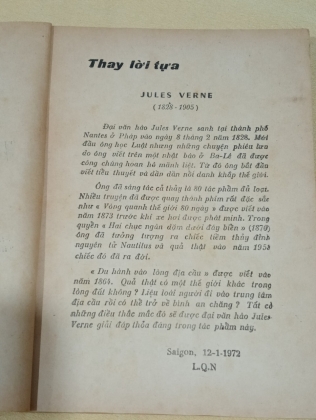 Thay lời tựa
JULES VERNE
(1828 - 1905)
Đại văn hào Jules Verne sanh tại thành phố
Nantes ở Pháp vào ngày 8 tháng 2 năm 1828. Mới
đầu ông học Luật nhưng những chuyện phiêu lưu
do ông viết trên một nhật báo ở Ba-Lê đã được
công chúng hoan hô mãnh liệt. Từ đó ông bắt đầu
viết tiểu thuyết và dần dần nổi danh khắp thế giới.
Ông đã sáng tác cả thảy là 80 tác phẩm đủ loại.
Nhiều truyện đã được quay thành phim rất độc sắc
như « Vòng quanh thế giới 80 ngày » được viết vào
năm 1873 trước khi xe hơi được phát minh. Trong
quyển « Hai chục ngàn dặm dưới đáy biển » (1870)
ông đã tưởng tượng ra chiếc tiềm thủy đỉnh
nguyên tử Nautilus và quả thật vào năm 195
chiếc đó đã ra đời.
« Du hành vào lòng địa cầu » được viết vào
năm 1864. Quả thật có một thế giới khác trong
lòng đất không ? Liệu loài người đi vào trung tâm
địa cầu rồi có thể trở về bình an chăng ? Tất cả
những điều thắc mắc đó sẽ được đại văn hào Jules
Verne giải đáp thỏa đáng trong tác phẩm này.
Saigon, 12-1-1972
L.Q.N